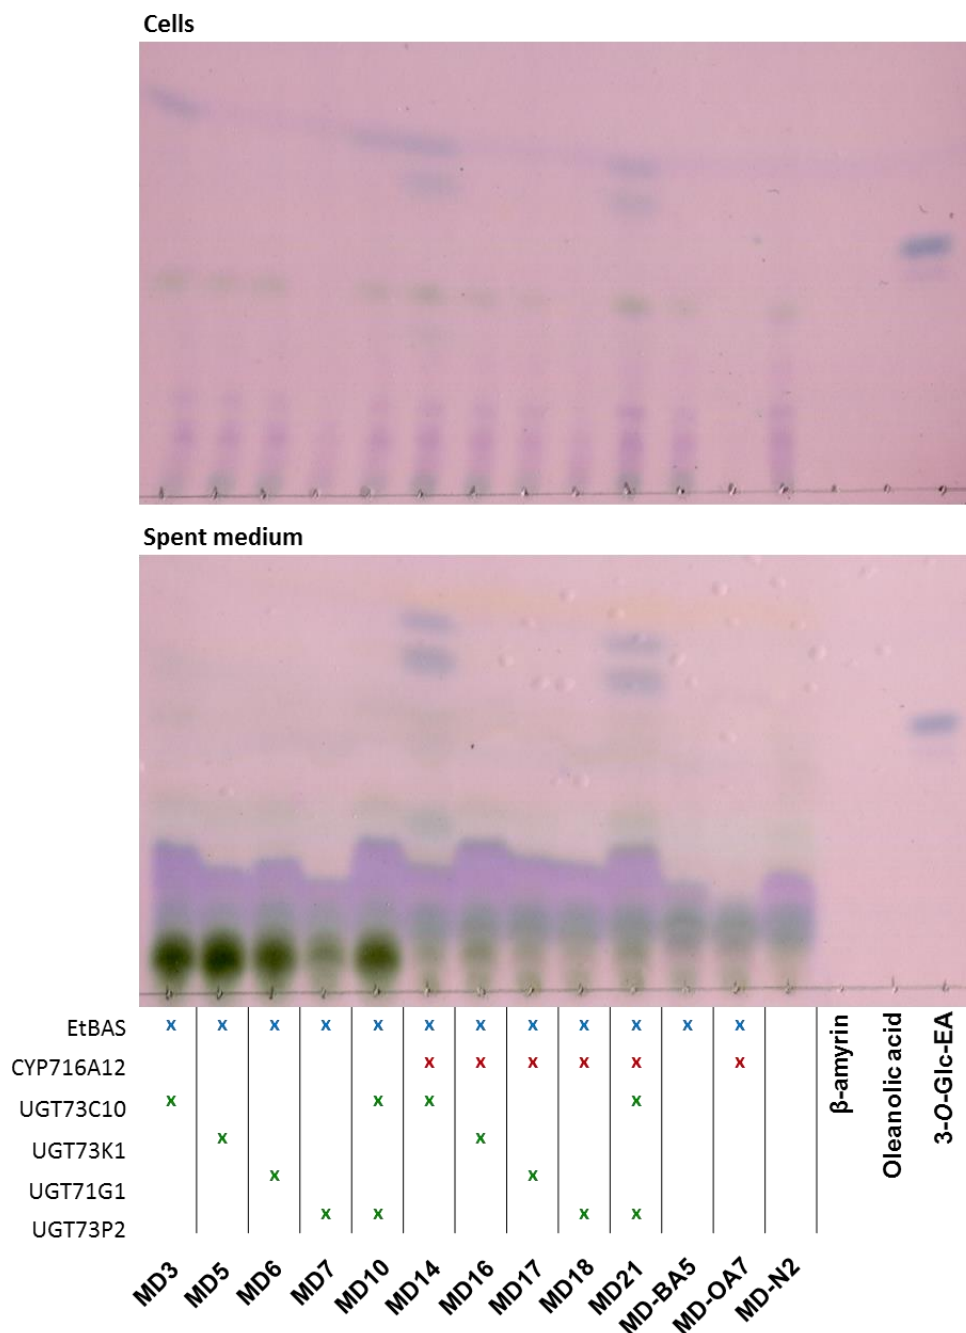 Cells
Spent medium
EtBAS x x x x x x x x x x x x
CYP716A12 x x x x x x
UGT73C10 x x x x
UGT73K1 x x
UGT71G1 x x
UGT73P2 x x x x
MD3 MD5 MD6 MD7 MD10 MD14 MD16 MD17 MD18 MD21 MD-BA5 MD-OA7 MD-N2
β-amyrin
Oleanolic acid
3-O-Glc-EA